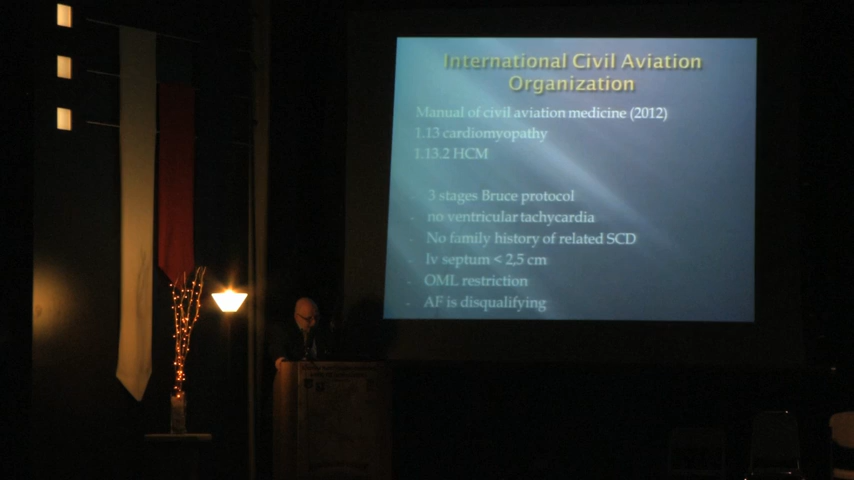 International Civil Aviation
Organization
Manual of civil aviation medicine (2012)
1.13 cardiomyopathy
1.13.2 HCM
3 stages Bruce protocol
- no ventricular tachycardia
- No family history of related SCD
- Iv septum < 2,5 cm
- OML restriction
- AF is disqualifying